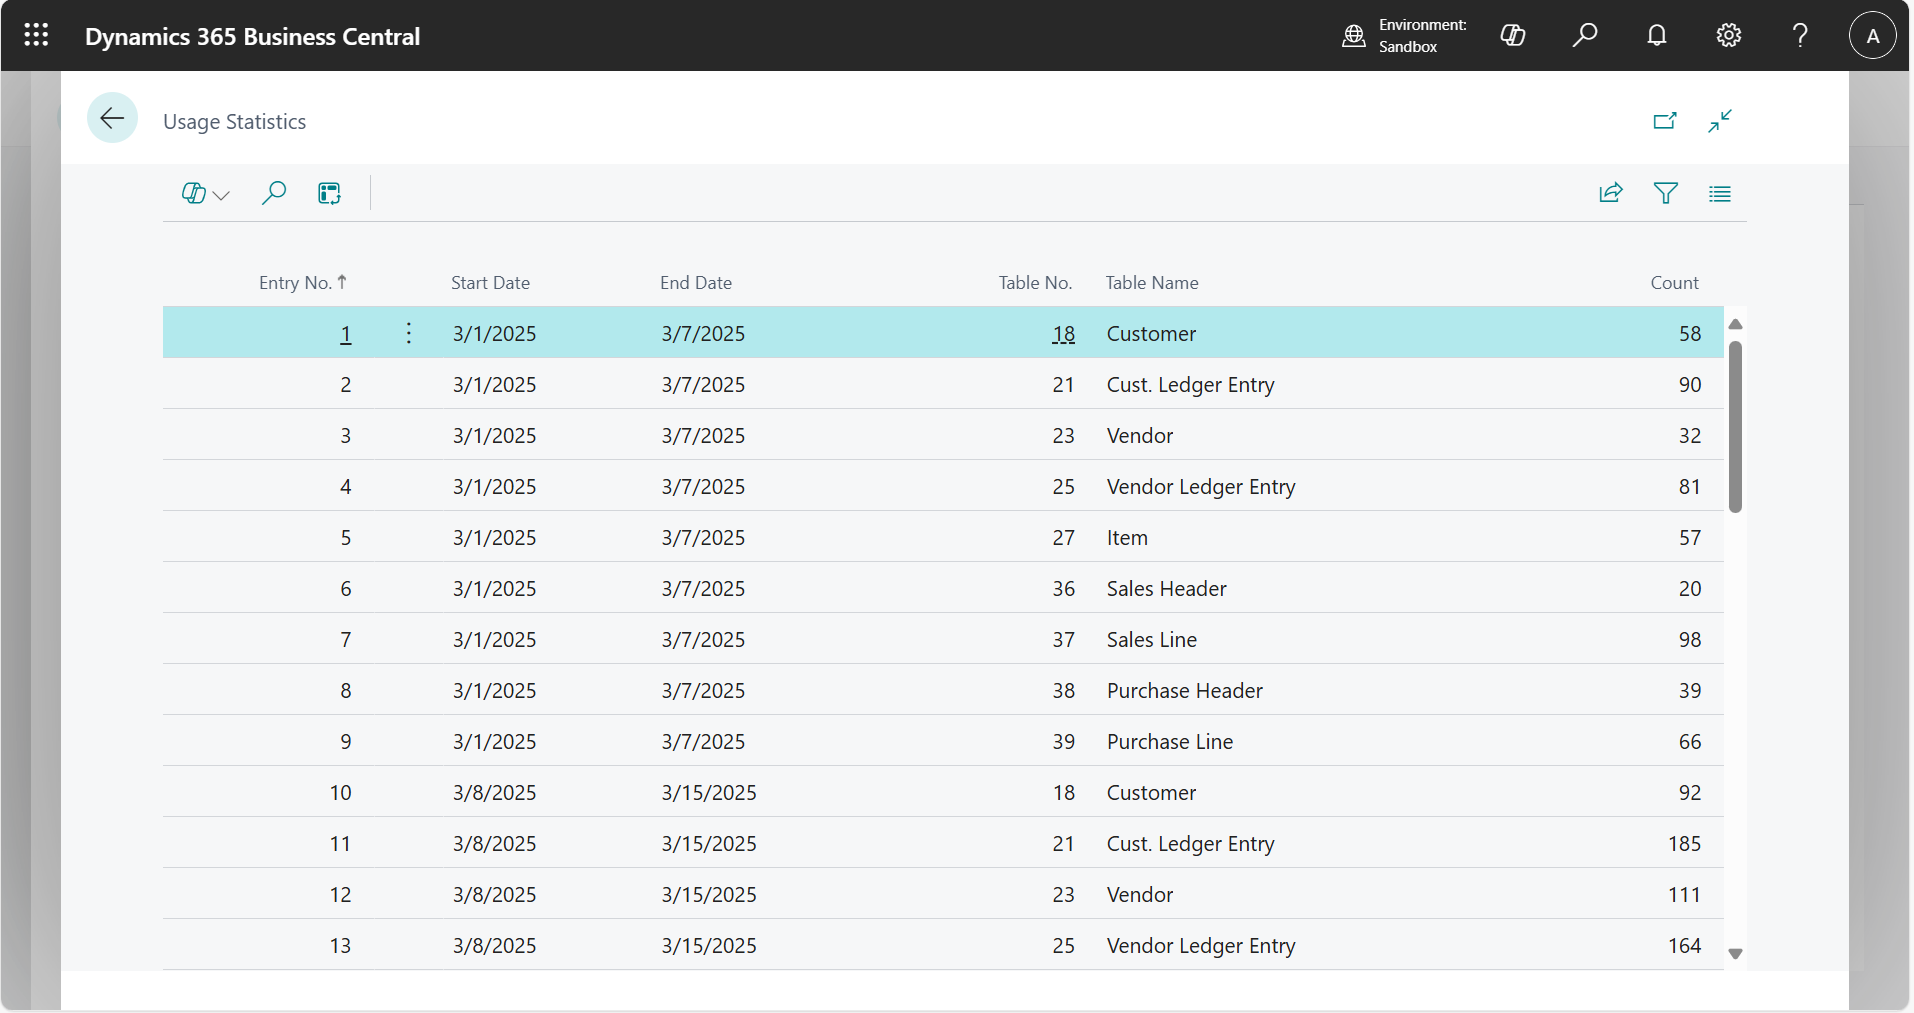 Dynamics 365 Business Central
Environment:
Sandbox
A
Usage Statistics
Entry No. ↑ Start Date End Date Table No. Table Name Count
1 3/1/2025 3/7/2025 18 Customer 58
2 3/1/2025 3/7/2025 21 Cust. Ledger Entry 90
3 3/1/2025 3/7/2025 23 Vendor 32
4 3/1/2025 3/7/2025 25 Vendor Ledger Entry 81
5 3/1/2025 3/7/2025 27 Item 57
6 3/1/2025 3/7/2025 36 Sales Header 20
7 3/1/2025 3/7/2025 37 Sales Line 98
8 3/1/2025 3/7/2025 38 Purchase Header 39
9 3/1/2025 3/7/2025 39 Purchase Line 66
10 3/8/2025 3/15/2025 18 Customer 92
11 3/8/2025 3/15/2025 21 Cust. Ledger Entry 185
12 3/8/2025 3/15/2025 23 Vendor 111
13 3/8/2025 3/15/2025 25 Vendor Ledger Entry 164